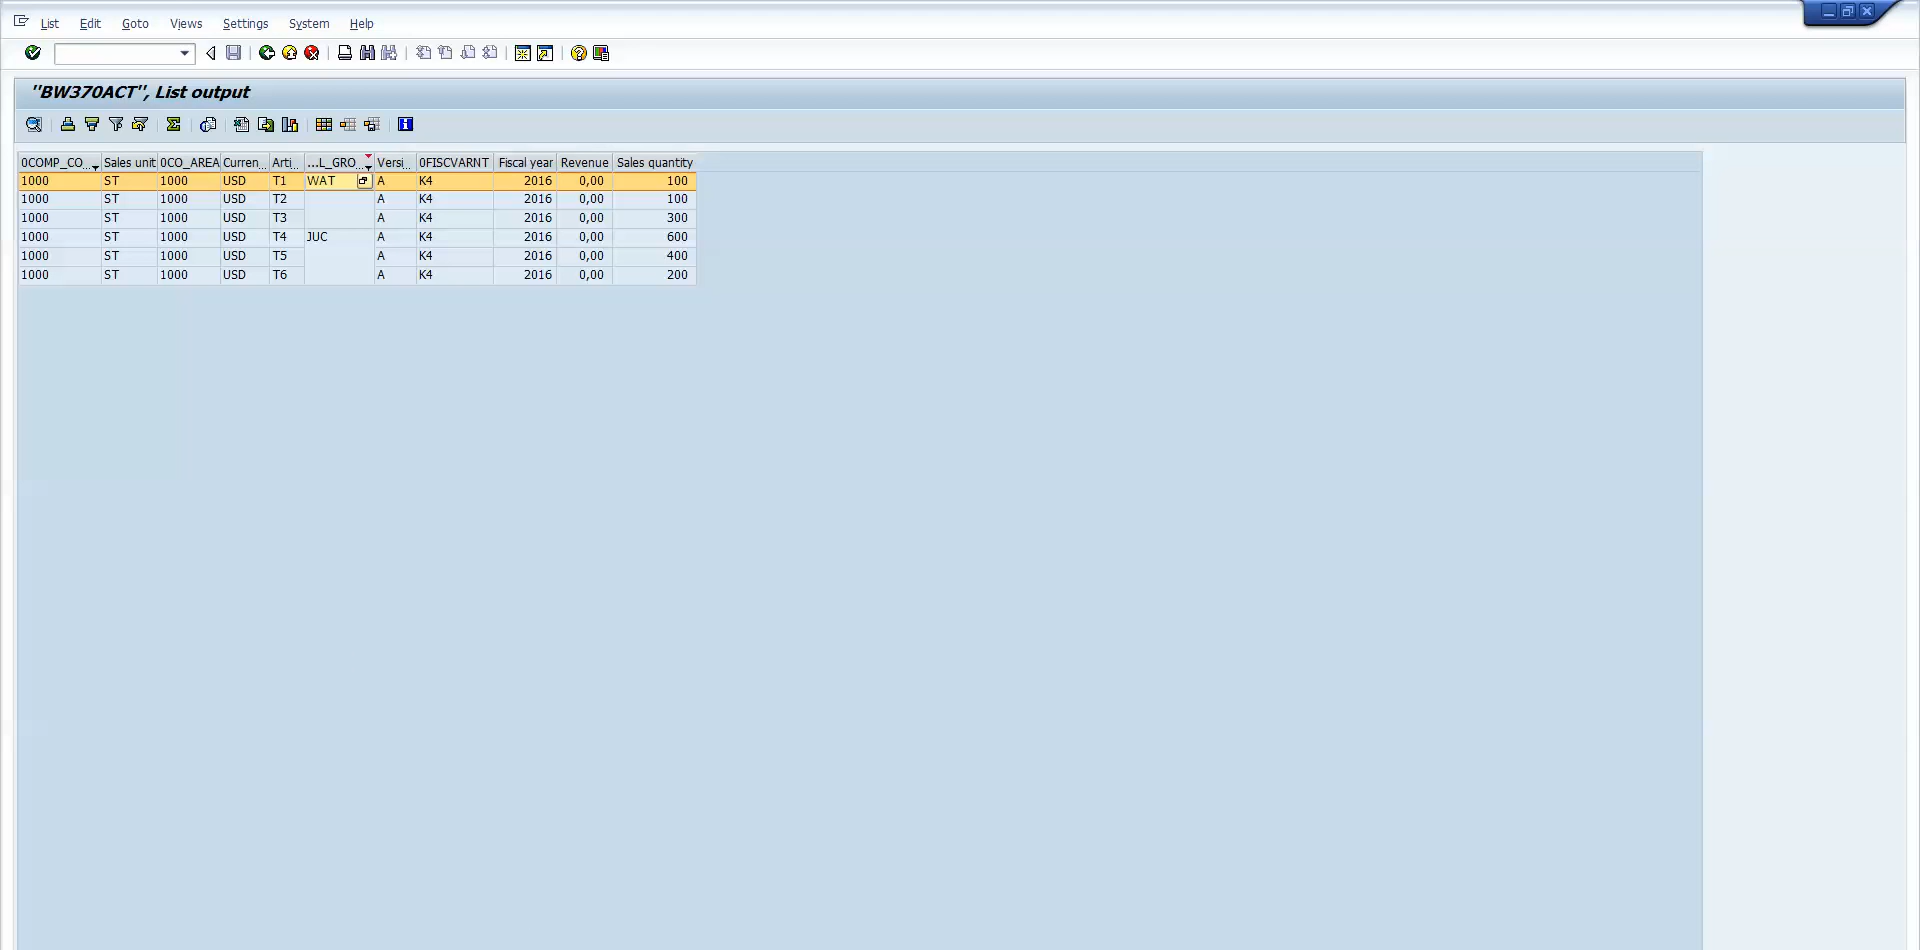 List Edit Goto Views Settings System Help
"BW370ACT", List output
0COMP_CO... Sales unit 0CO_AREA Curren... Arti... ...L_GRO... Versi... 0FISCVARNT Fiscal year Revenue Sales quantity
1000 ST 1000 USD T1 WAT A K4 2016 0,00 100
1000 ST 1000 USD T2 A K4 2016 0,00 100
1000 ST 1000 USD T3 A K4 2016 0,00 300
1000 ST 1000 USD T4 JUC A K4 2016 0,00 600
1000 ST 1000 USD T5 A K4 2016 0,00 400
1000 ST 1000 USD T6 A K4 2016 0,00 200